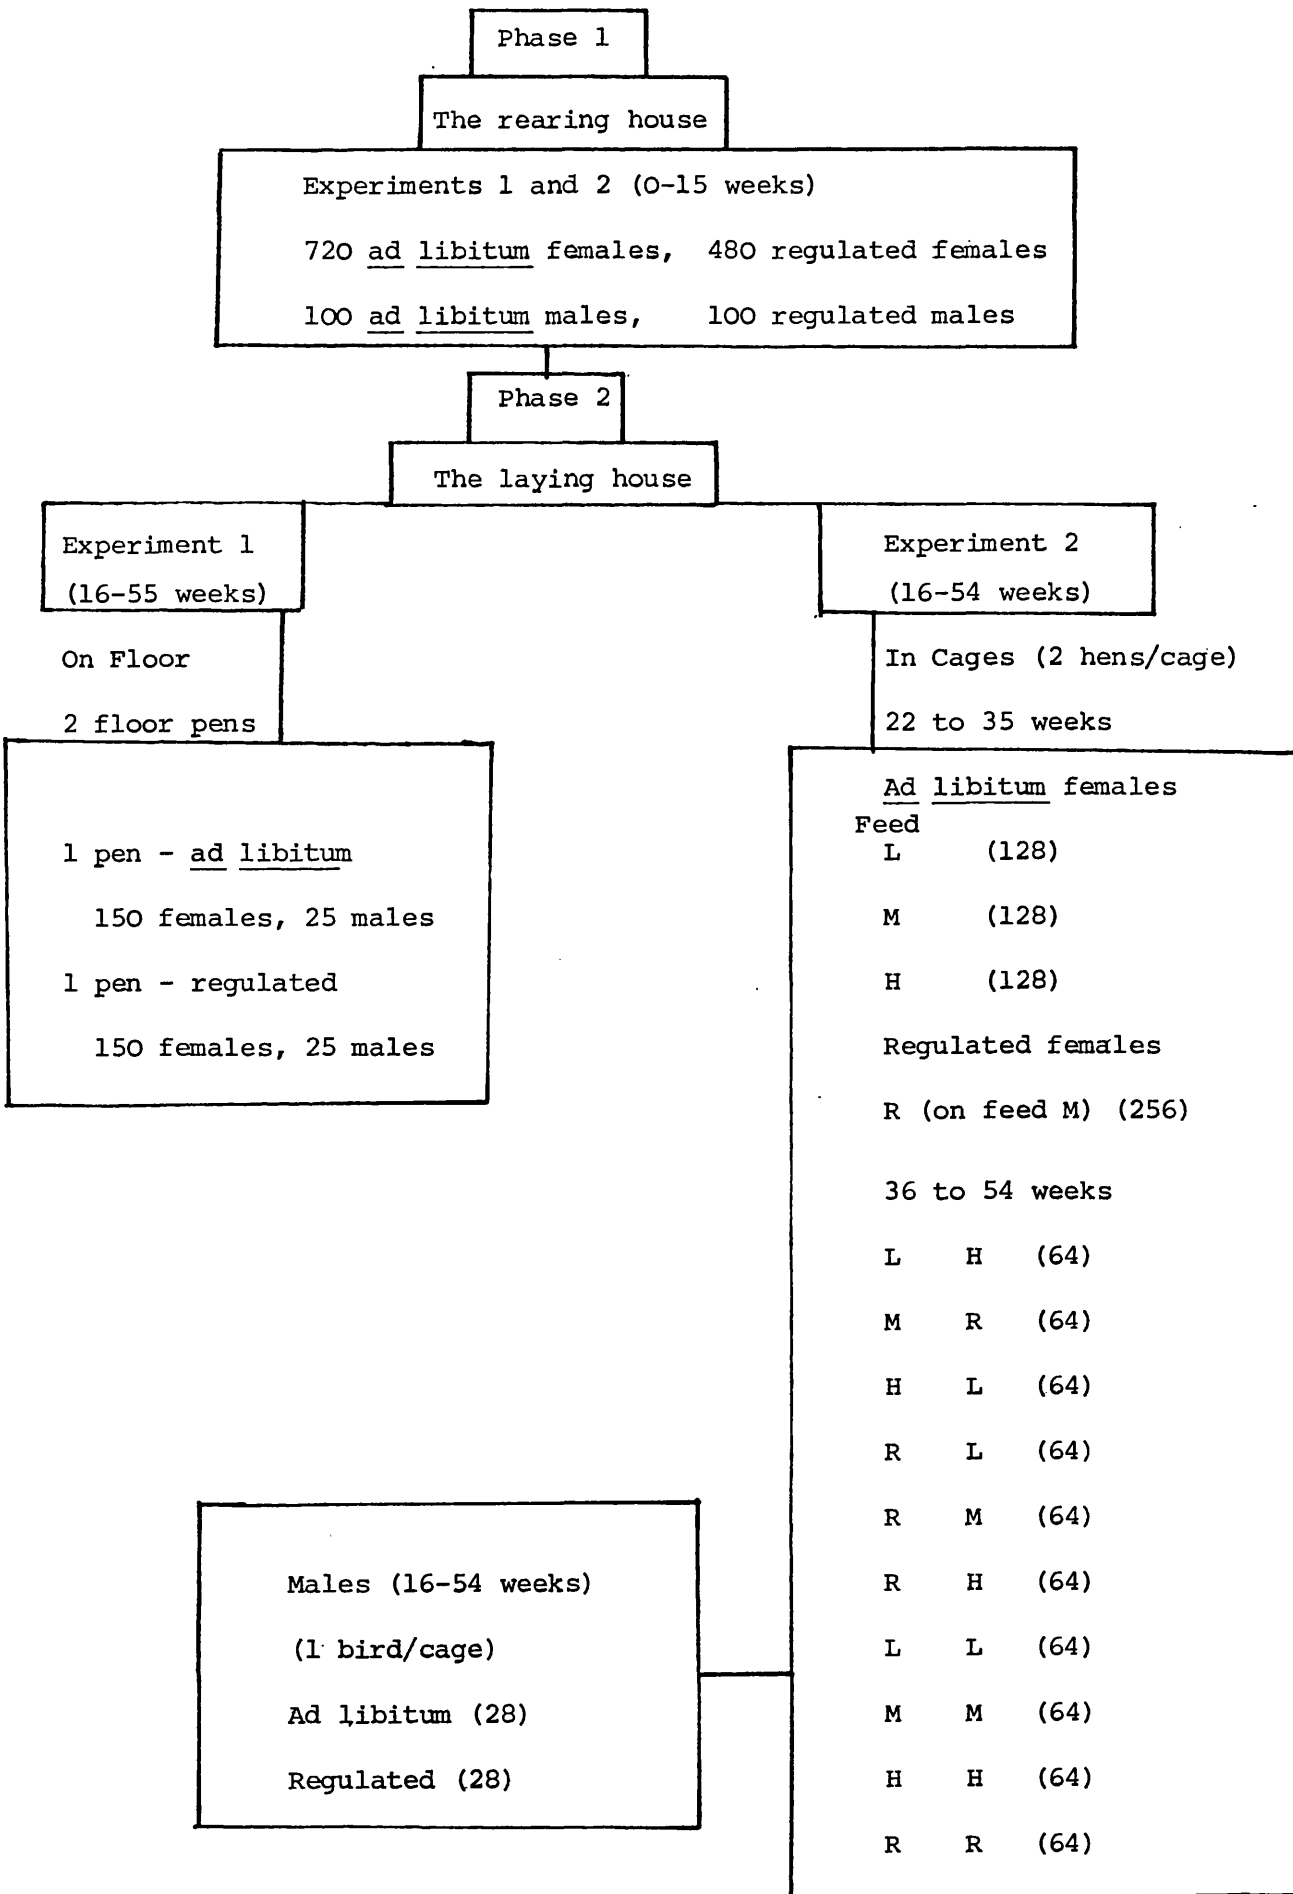 Phase 1
The rearing house
Experiments 1 and 2 (0-15 weeks)
720 ad libitum females, 480 regulated females
100 ad libitum males, 100 regulated males
Phase 2
The laying house
Experiment 1
(16-55 weeks)
On Floor
2 floor pens
1 pen - ad libitum
150 females, 25 males
1 pen - regulated
150 females, 25 males
Experiment 2
(16-54 weeks)
In Cages (2 hens/cage)
22 to 35 weeks
Ad libitum females
Feed
L (128)
M (128)
H (128)
Regulated females
R (on feed M) (256)
36 to 54 weeks
L H (64)
M R (64)
H L (64)
R L (64)
R M (64)
R H (64)
L L (64)
M M (64)
H H (64)
R R (64)
Males (16-54 weeks)
(1 bird/cage)
Ad libitum (28)
Regulated (28)